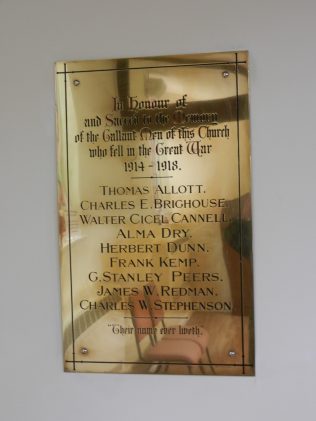 In Honour of
and Sacred to the Memory
of the Gallant Men of this Church
who fell in the Great War
1914-1918.
THOMAS ALLOTT.
CHARLES E. BRIGHOUSE.
WALTER CICEL CANNELL.
ALMA DRY.
HERBERT DUNN.
FRANK KEMP.
G. STANLEY PEERS.
JAMES W. REDMAN.
CHARLES W. STEPHENSON.
"Their name ever liveth."